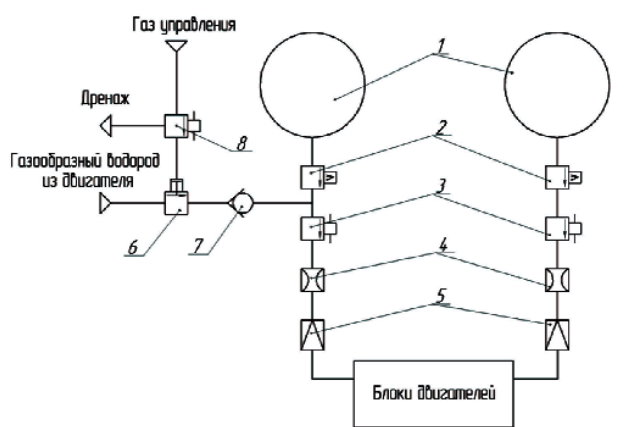 Газ управления
Дренаж
Газообразный водород
из двигателя
1
2
3
4
5
6
7
8
Блоки двигателей